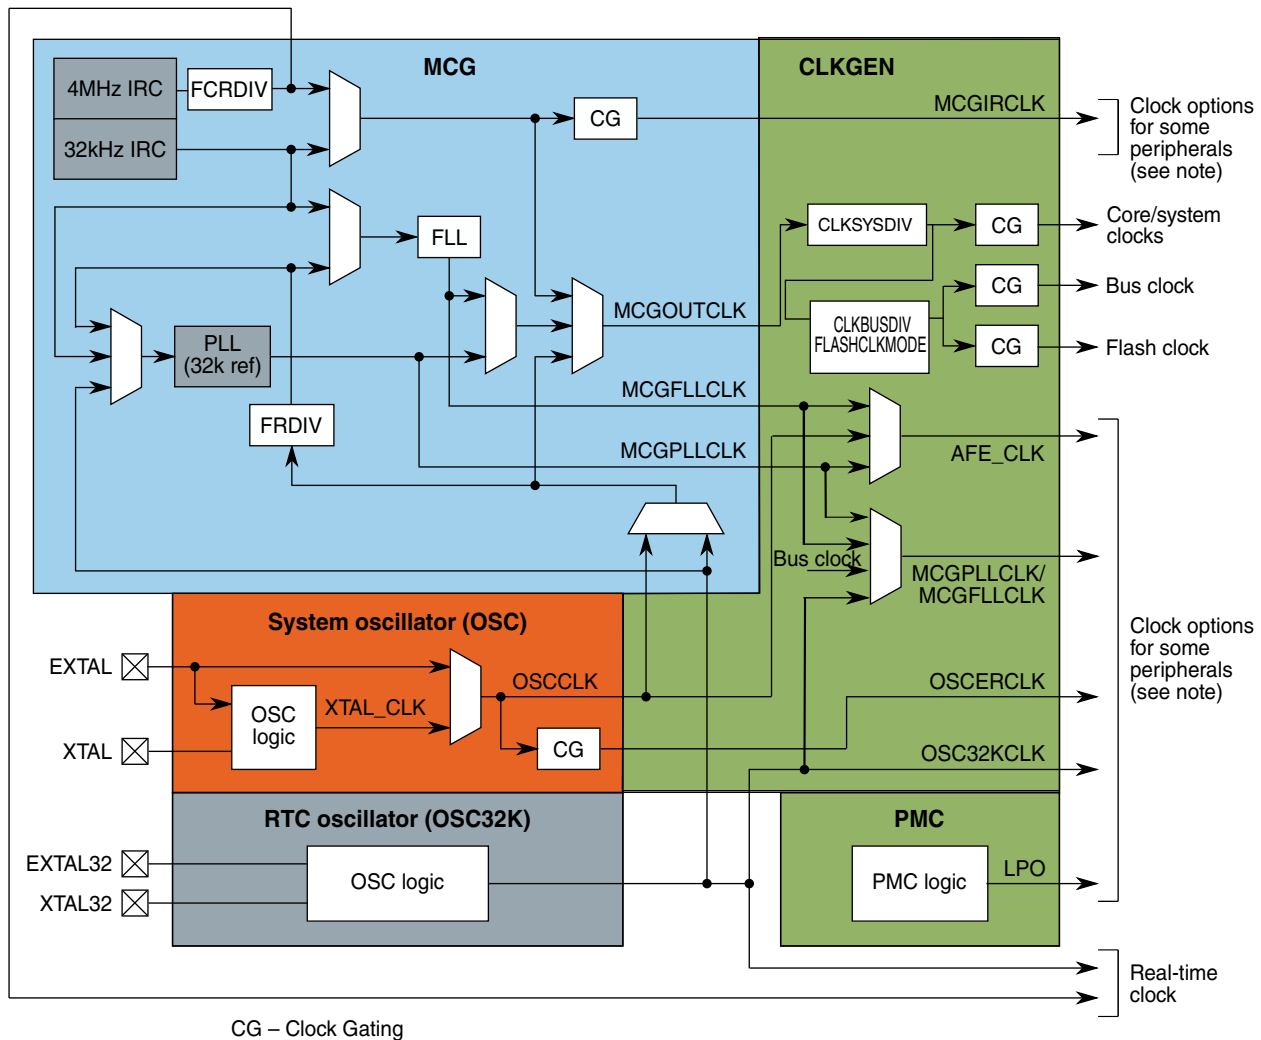 MCG
CLKGEN
4MHz IRC
FCRDIV
32kHz IRC
CG
MCGIRCLK
Clock options
for some
peripherals
(see note)
FLL
CLKSYSDIV
CG
Core/system
clocks
CG
Bus clock
MCGOUTCLK
CLKBUSDIV
FLASHCLKMODE
CG
Flash clock
PLL
(32k ref)
MCGFLLCLK
FRDIV
MCGPLLCLK
AFE_CLK
Bus clock
MCGPLLCLK/
MCGFLLCLK
System oscillator (OSC)
EXTAL
OSCCLK
OSCERCLK
Clock options
for some
peripherals
(see note)
OSC
logic
XTAL_CLK
XTAL
CG
OSC32KCLK
RTC oscillator (OSC32K)
PMC
EXTAL32
OSC logic
PMC logic
LPO
XTAL32
Real-time
clock
CG – Clock Gating